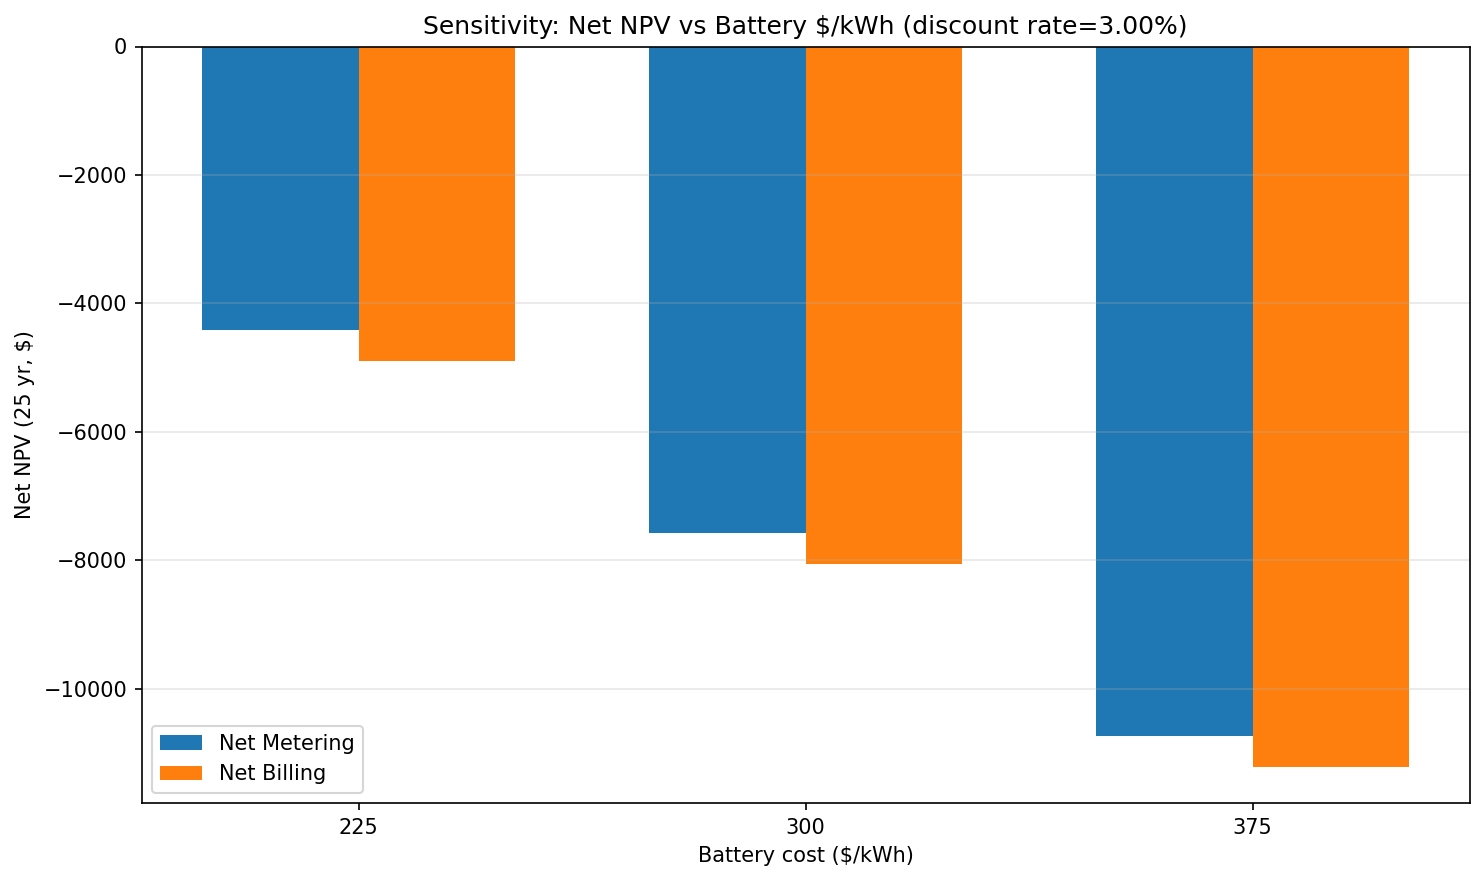 Sensitivity: Net NPV vs Battery $/kWh (discount rate=3.00%)
0
−2000
−4000
−6000
−8000
−10000
Net NPV (25 yr, $)
Net Metering
Net Billing
225
300
375
Battery cost ($/kWh)